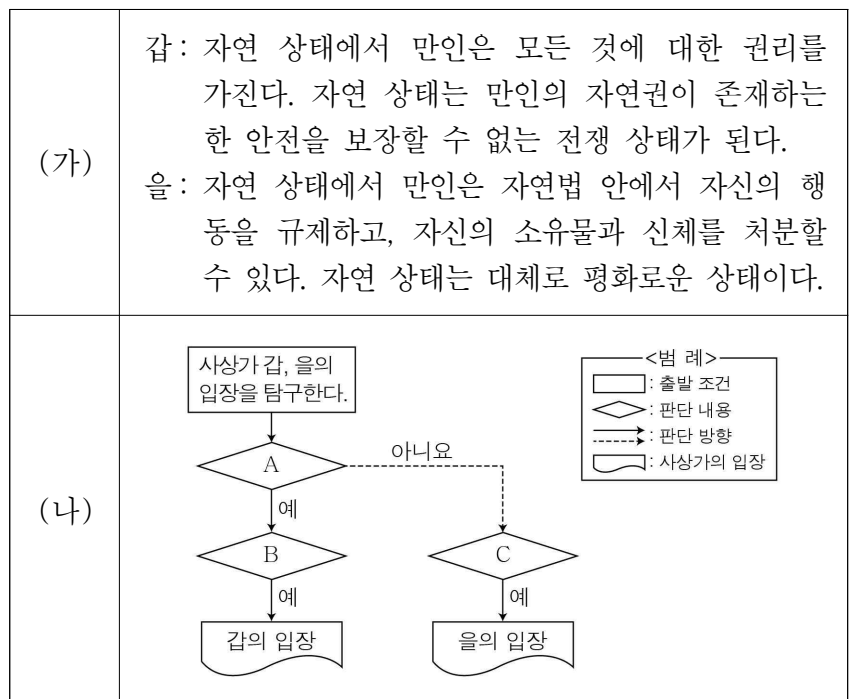 (가)
갑 : 자연 상태에서 만인은 모든 것에 대한 권리를
가진다. 자연 상태는 만인의 자연권이 존재하는
한 안전을 보장할 수 없는 전쟁 상태가 된다.
을 : 자연 상태에서 만인은 자연법 안에서 자신의 행
동을 규제하고, 자신의 소유물과 신체를 처분할
수 있다. 자연 상태는 대체로 평화로운 상태이다.
(나)
사상가 갑, 을의
입장을 탐구한다.
<범 례>
: 출발 조건
: 판단 내용
: 판단 방향
: 사상가의 입장
A
아니요
예
B
C
예
예
갑의 입장
을의 입장